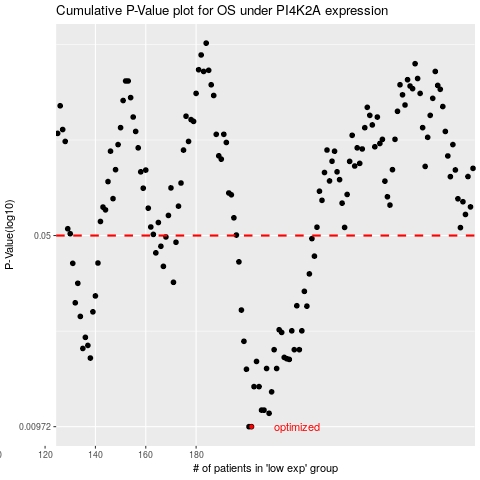 Cumulative P-Value plot for OS under PI4K2A expression
P-Value(log10)
0.05
0.00972
optimized
0
120
140
160
180
# of patients in 'low exp' group